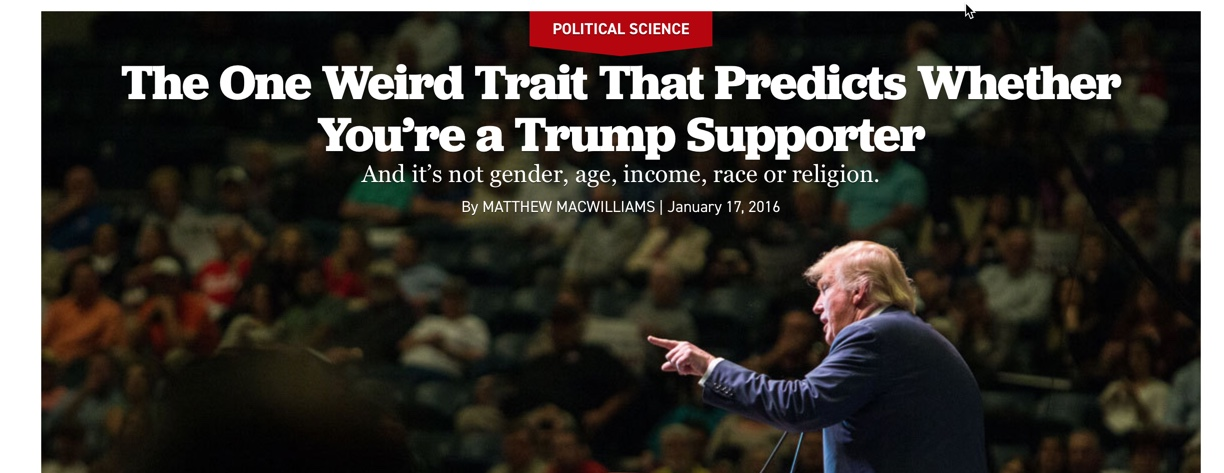 POLITICAL SCIENCE
The One Weird Trait That Predicts Whether
You’re a Trump Supporter
And it’s not gender, age, income, race or religion.
By MATTHEW MACWILLIAMS | January 17, 2016